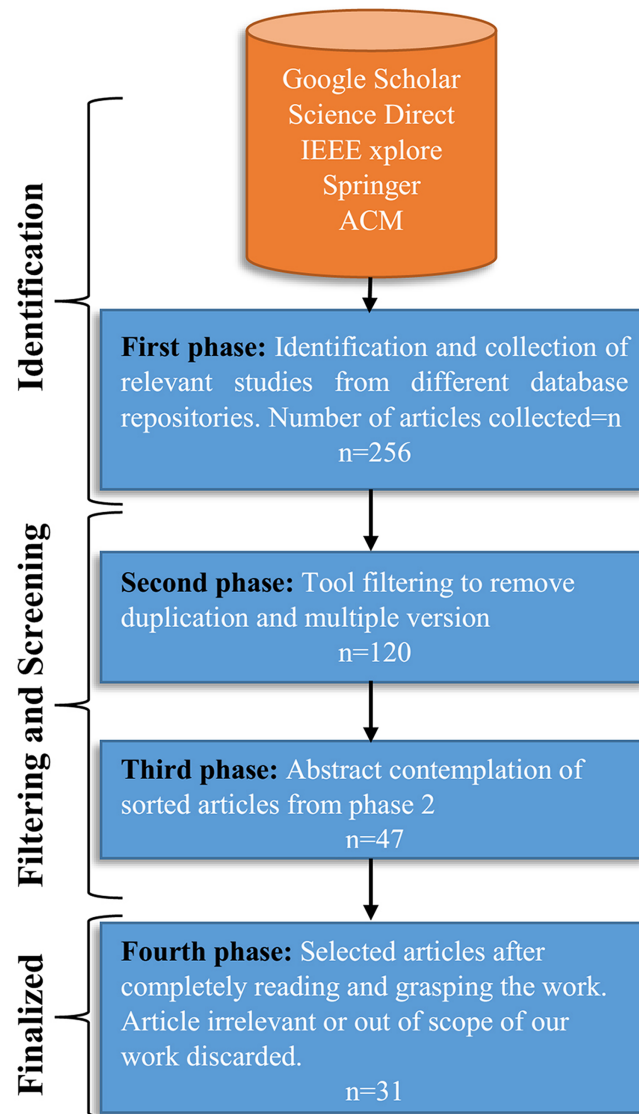 Google Scholar
Science Direct
IEEE xplore
Springer
ACM
Identification
First phase: Identification and collection of
relevant studies from different database
repositories. Number of articles collected=n
n=256
Filtering and Screening
Second phase: Tool filtering to remove
duplication and multiple version
n=120
Third phase: Abstract contemplation of
sorted articles from phase 2
n=47
Finalized
Fourth phase: Selected articles after
completely reading and grasping the work.
Article irrelevant or out of scope of our
work discarded.
n=31